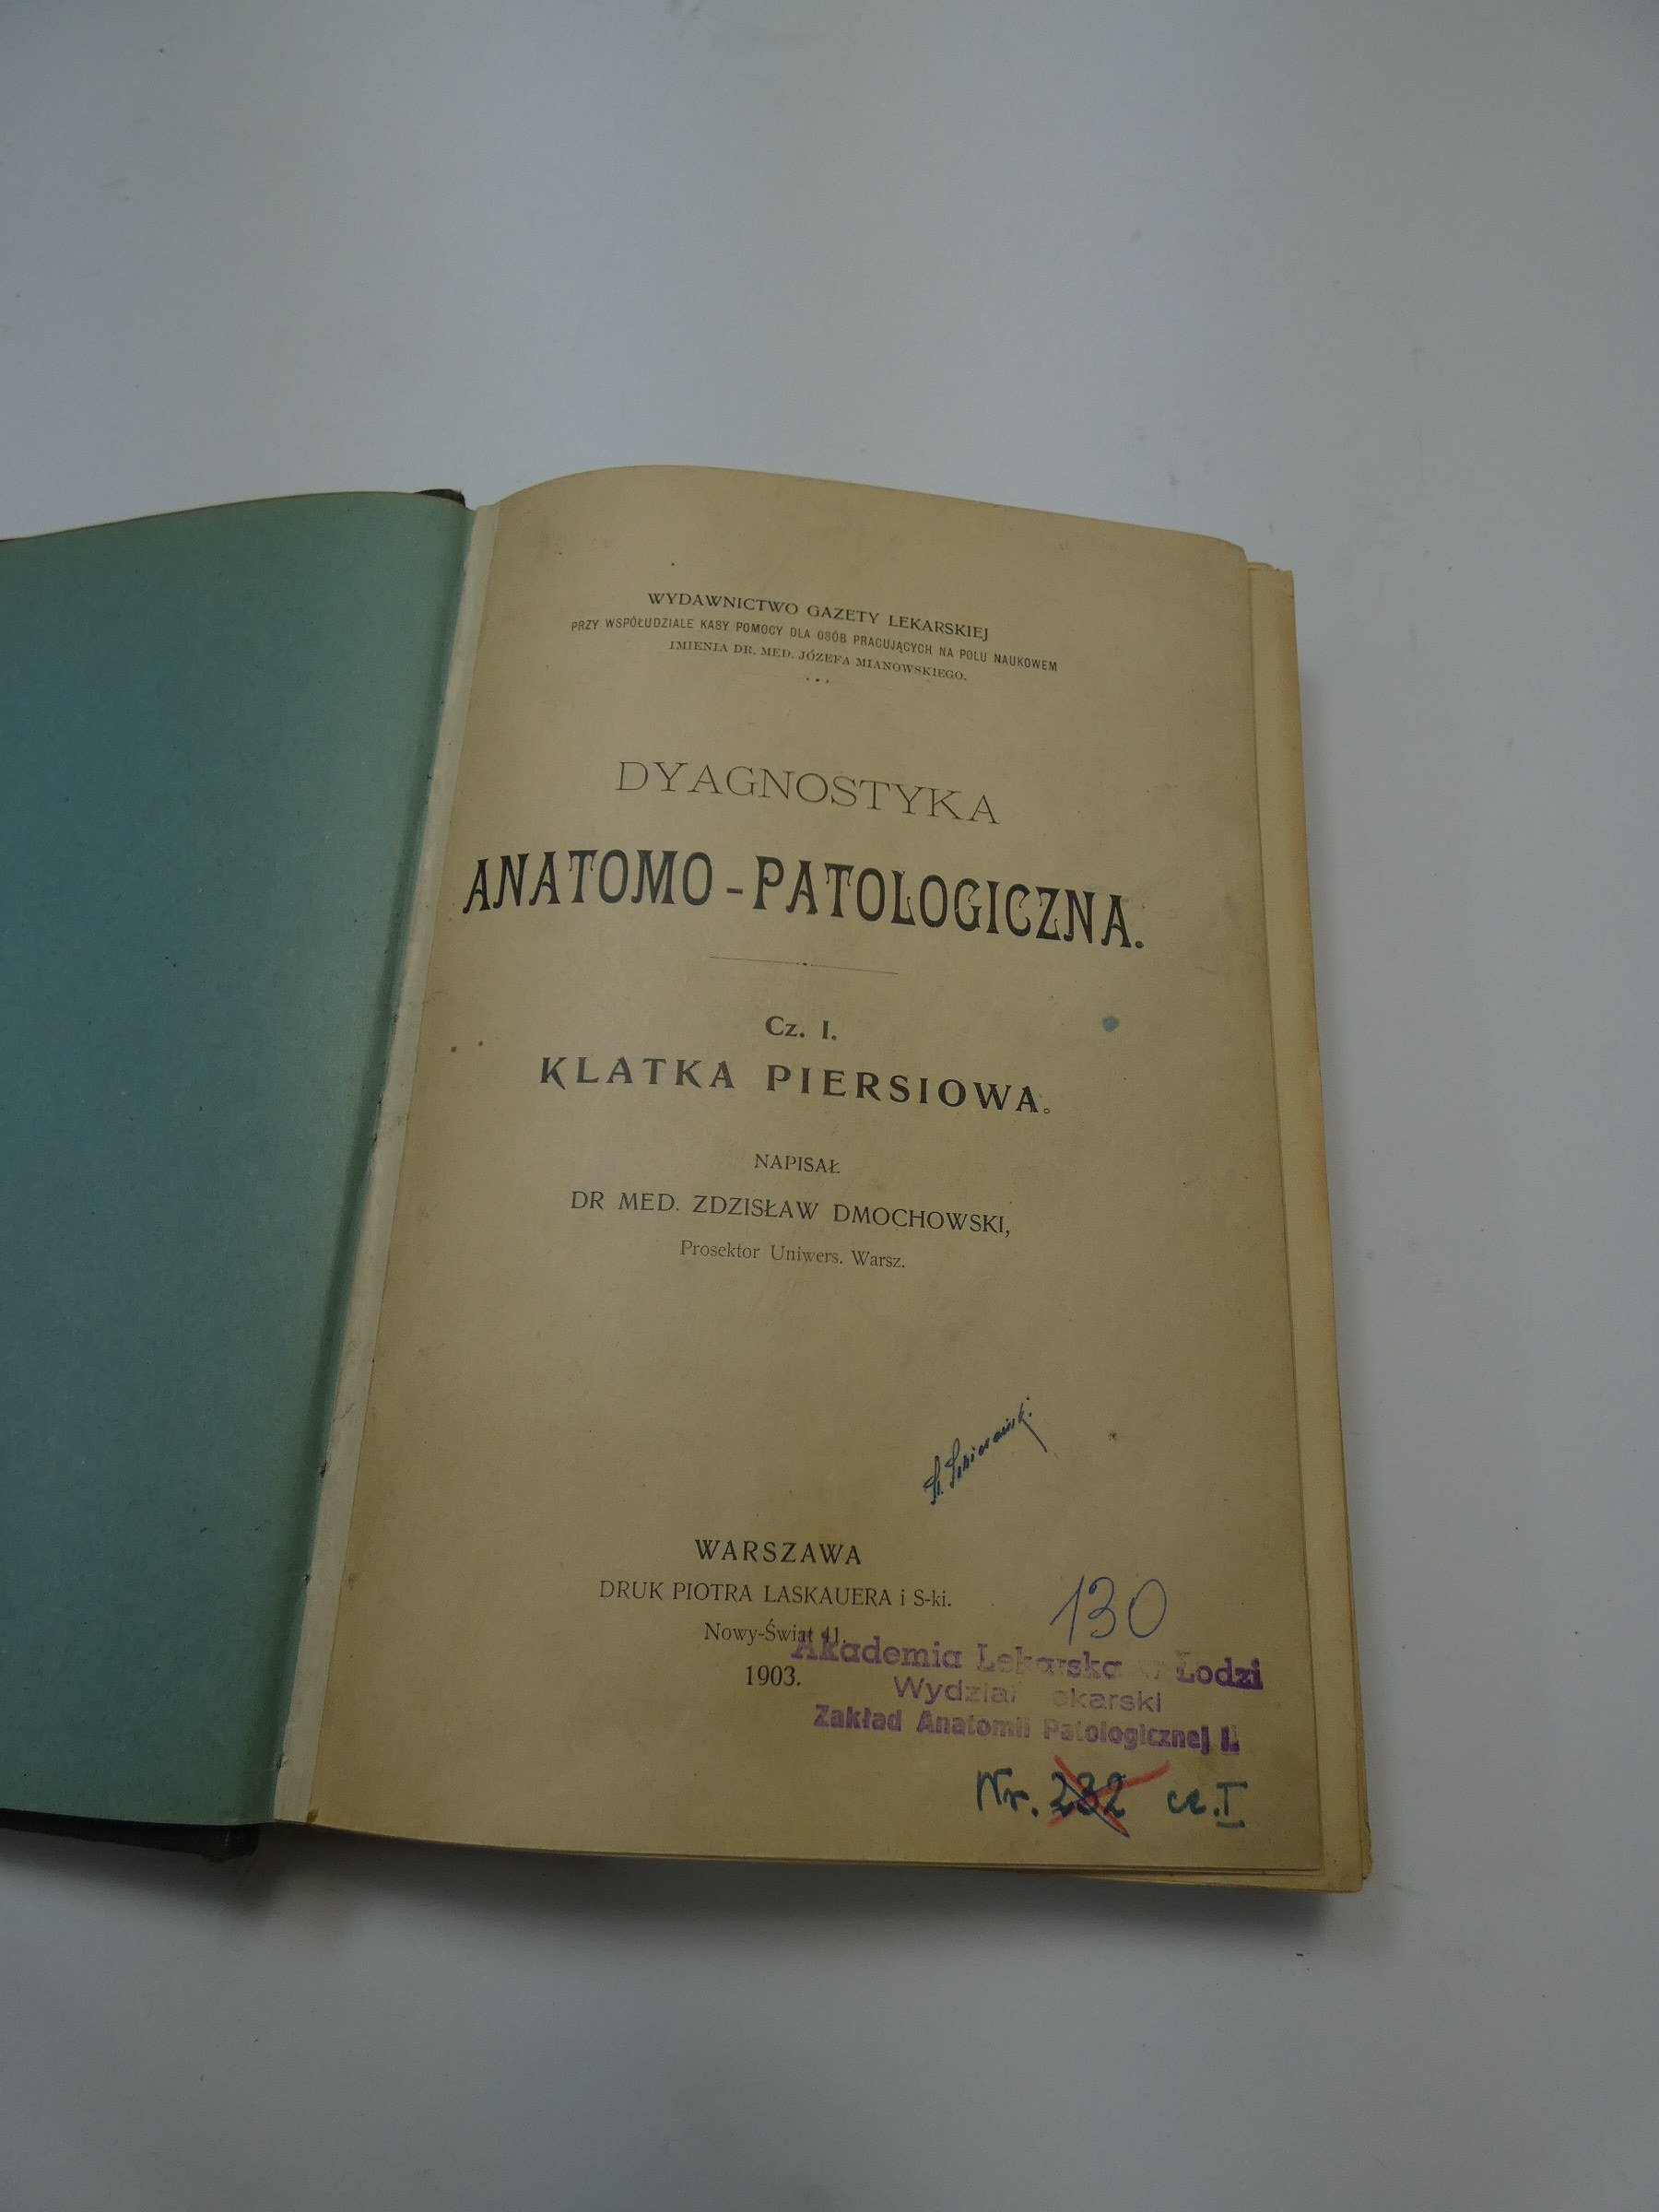 WYDAWNICTWO GAZETY LEKARSKIEJ
PRZY WSPÓŁUDZIALE KASY POMOCY DLA OSÓB PRACUJĄCYCH NA POLU NAUKOWEM
IMIENIA DR. MED. JÓZEFA MIANOWSKIEGO.
DYAGNOSTYKA
ANATOMO-PATOLOGICZNA.
Cz. I.
KLATKA PIERSIOWA.
NAPISAŁ
DR MED. ZDZISŁAW DMOCHOWSKI,
Prosektor Uniwers. Warsz.
WARSZAWA
DRUK PIOTRA LASKAUERA i S-ki.
Nowy-Świat 41.
1903.
130
Akademia Lekarska w Łodzi
Wydział Lekarski
Zakład Anatomii Patologicznej I.
Nr. 232 cz. I